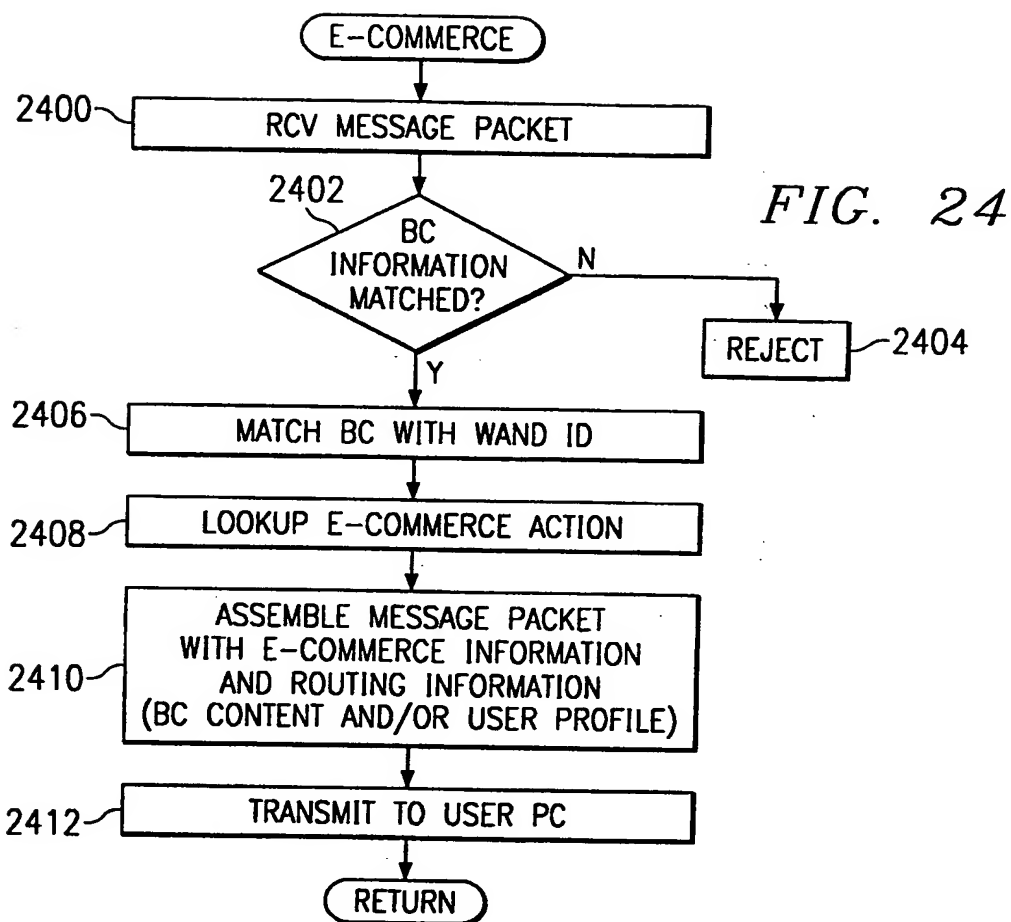 E-COMMERCE
2400
RCV MESSAGE PACKET
2402
FIG. 24
BC
INFORMATION
MATCHED?
N
REJECT
2404
Y
2406
MATCH BC WITH WAND ID
2408
LOOKUP E-COMMERCE ACTION
2410
ASSEMBLE MESSAGE PACKET
WITH E-COMMERCE INFORMATION
AND ROUTING INFORMATION
(BC CONTENT AND/OR USER PROFILE)
2412
TRANSMIT TO USER PC
RETURN